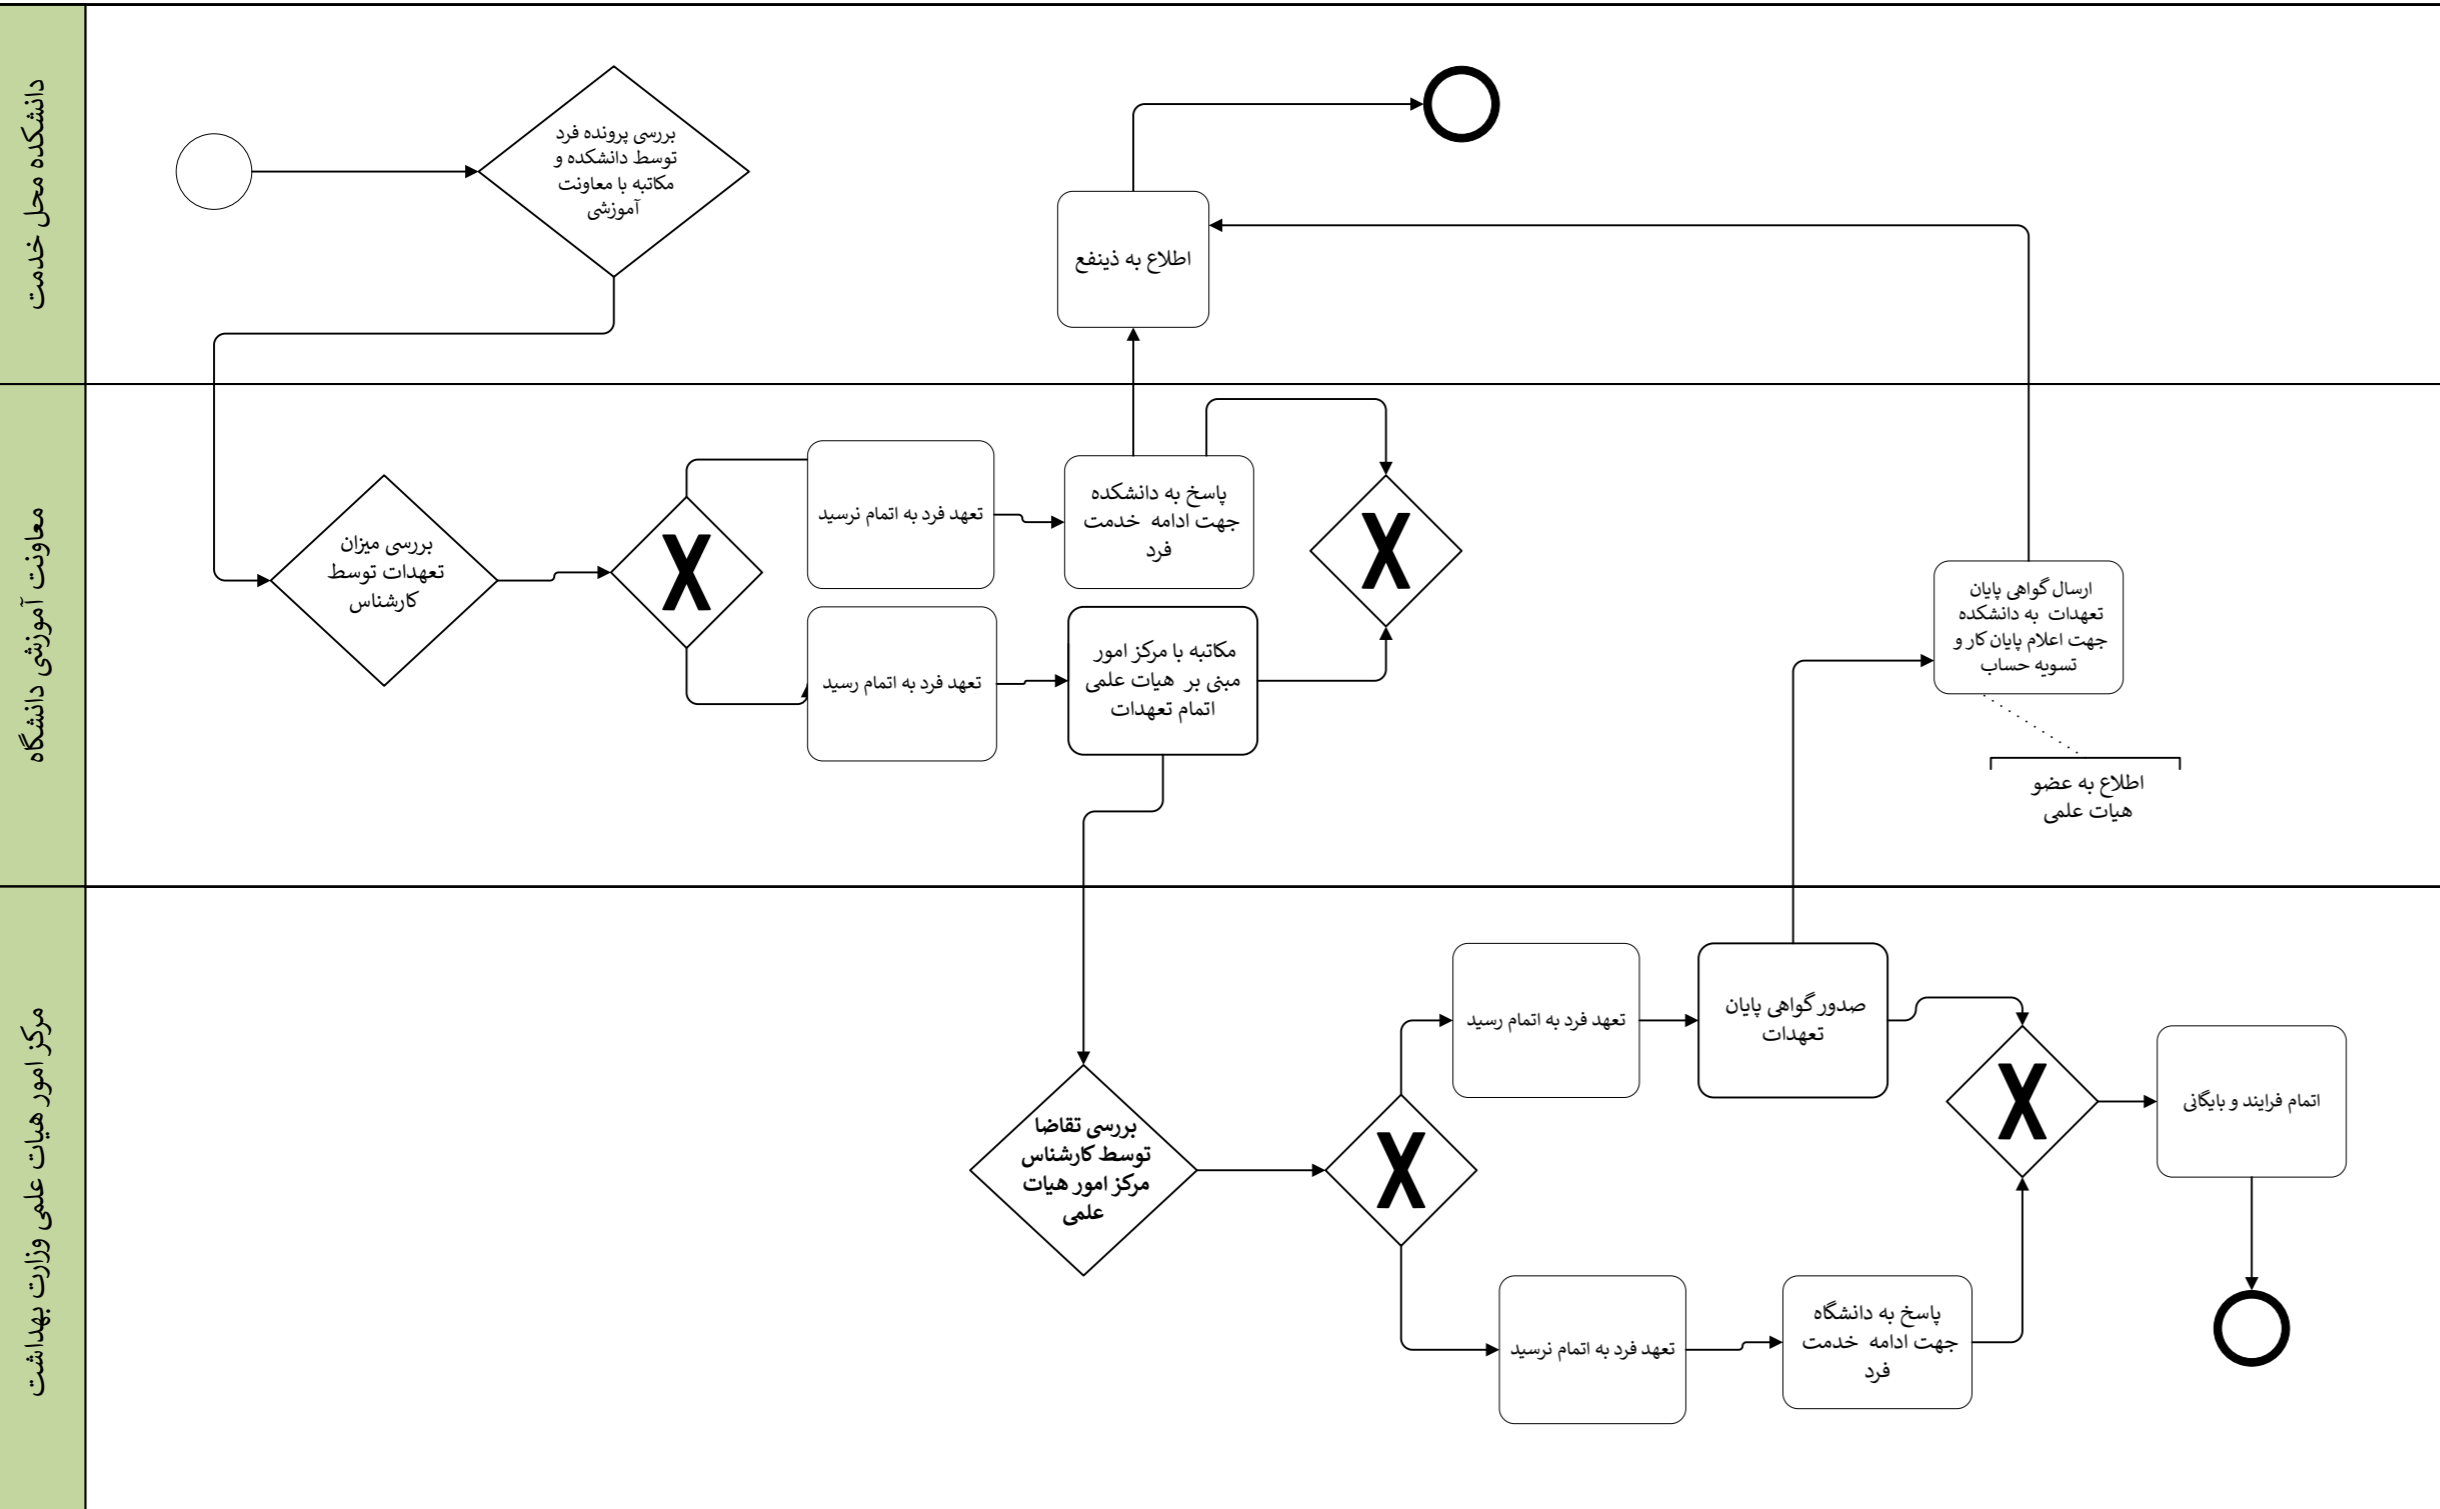 دانشکده محل خدمت
بررسی پرونده فرد
توسط دانشکده و
مکاتبه با معاونت
آموزشی
اطلاع به ذینفع
معاونت آموزشی دانشگاه
بررسی میزان
تعهدات توسط
کارشناس
X
تعهد فرد به اتمام نرسید
پاسخ به دانشکده
جهت ادامه خدمت
فرد
تعهد فرد به اتمام رسید
مکاتبه با مرکز امور
مبنی بر هیات علمی
اتمام تعهدات
X
ارسال گواهی پایان
تعهدات به دانشکده
جهت اعلام پایان کار و
تسویه حساب
اطلاع به عضو
هیات علمی
مرکز امور هیات علمی وزارت بهداشت
بررسی تقاضا
توسط کارشناس
مرکز امور هیات
علمی
X
تعهد فرد به اتمام رسید
صدور گواهی پایان
تعهدات
تعهد فرد به اتمام نرسید
پاسخ به دانشگاه
جهت ادامه خدمت
فرد
X
اتمام فرایند و بایگانی